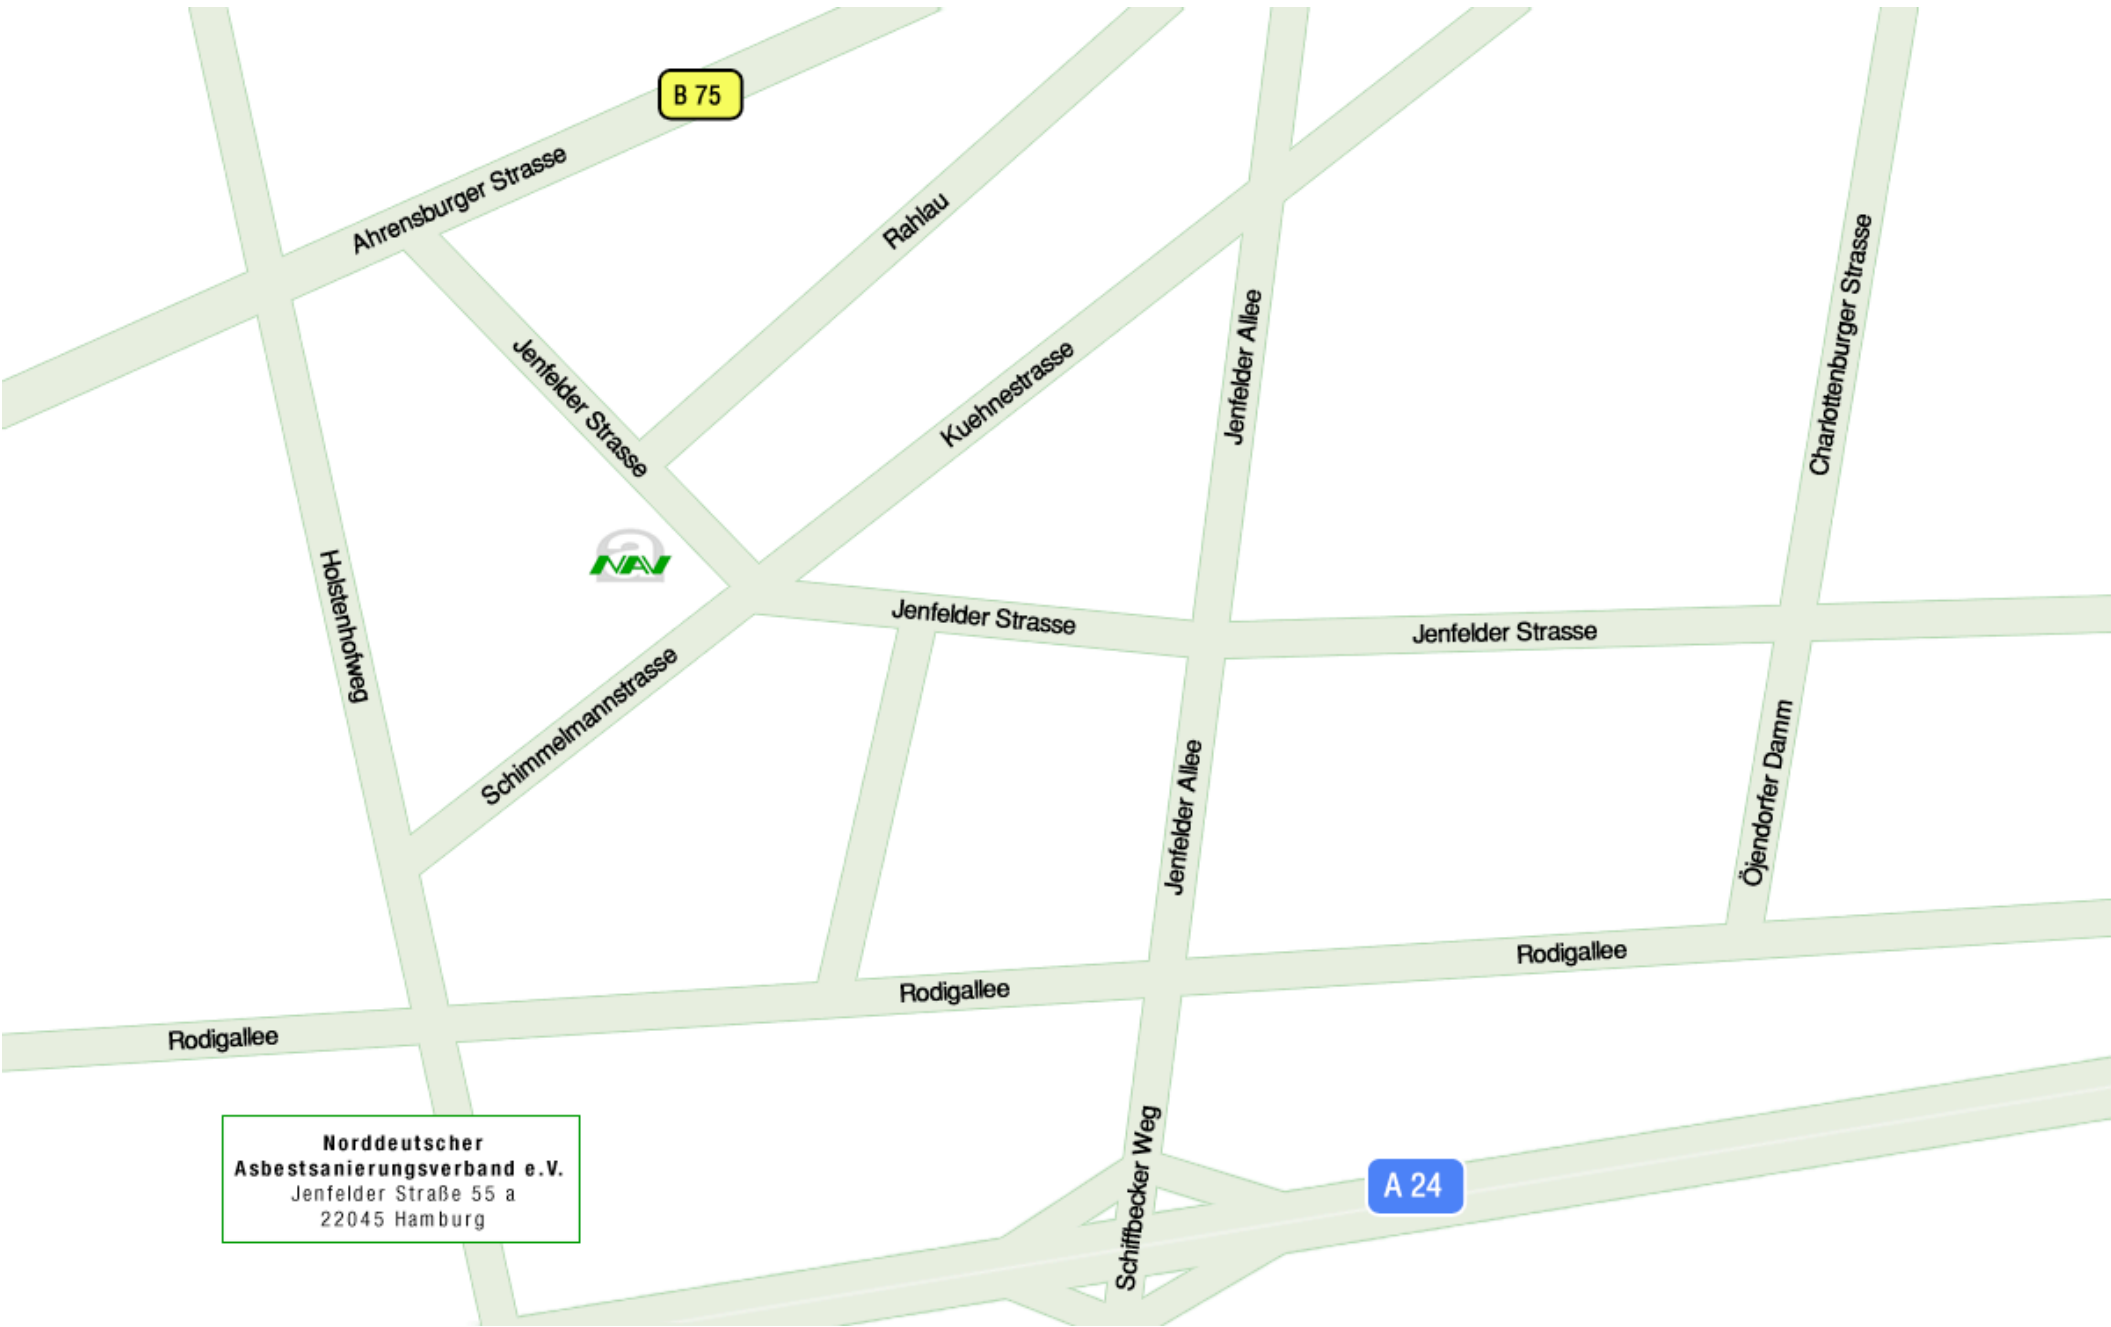 B 75
Ahrensburger Strasse
Rahlau
Charlottenburger Strasse
Jenfelder Allee
Jenfelder Strasse
Kuehnestrasse
a
NAV
Holstenhofweg
Jenfelder Strasse
Jenfelder Strasse
Schimmelmannstrasse
Öjendorfer Damm
Jenfelder Allee
Rodigallee
Rodigallee
Rodigallee
Schiffbecker Weg
A 24
Norddeutscher
Asbestsanierungsverband e.V.
Jenfelder Straße 55 a
22045 Hamburg